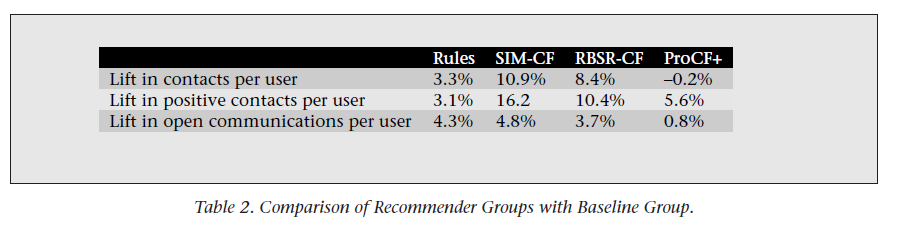 Rules SIM-CF RBSR-CF ProCF+
Lift in contacts per user 3.3% 10.9% 8.4% –0.2%
Lift in positive contacts per user 3.1% 16.2 10.4% 5.6%
Lift in open communications per user 4.3% 4.8% 3.7% 0.8%
Table 2. Comparison of Recommender Groups with Baseline Group.